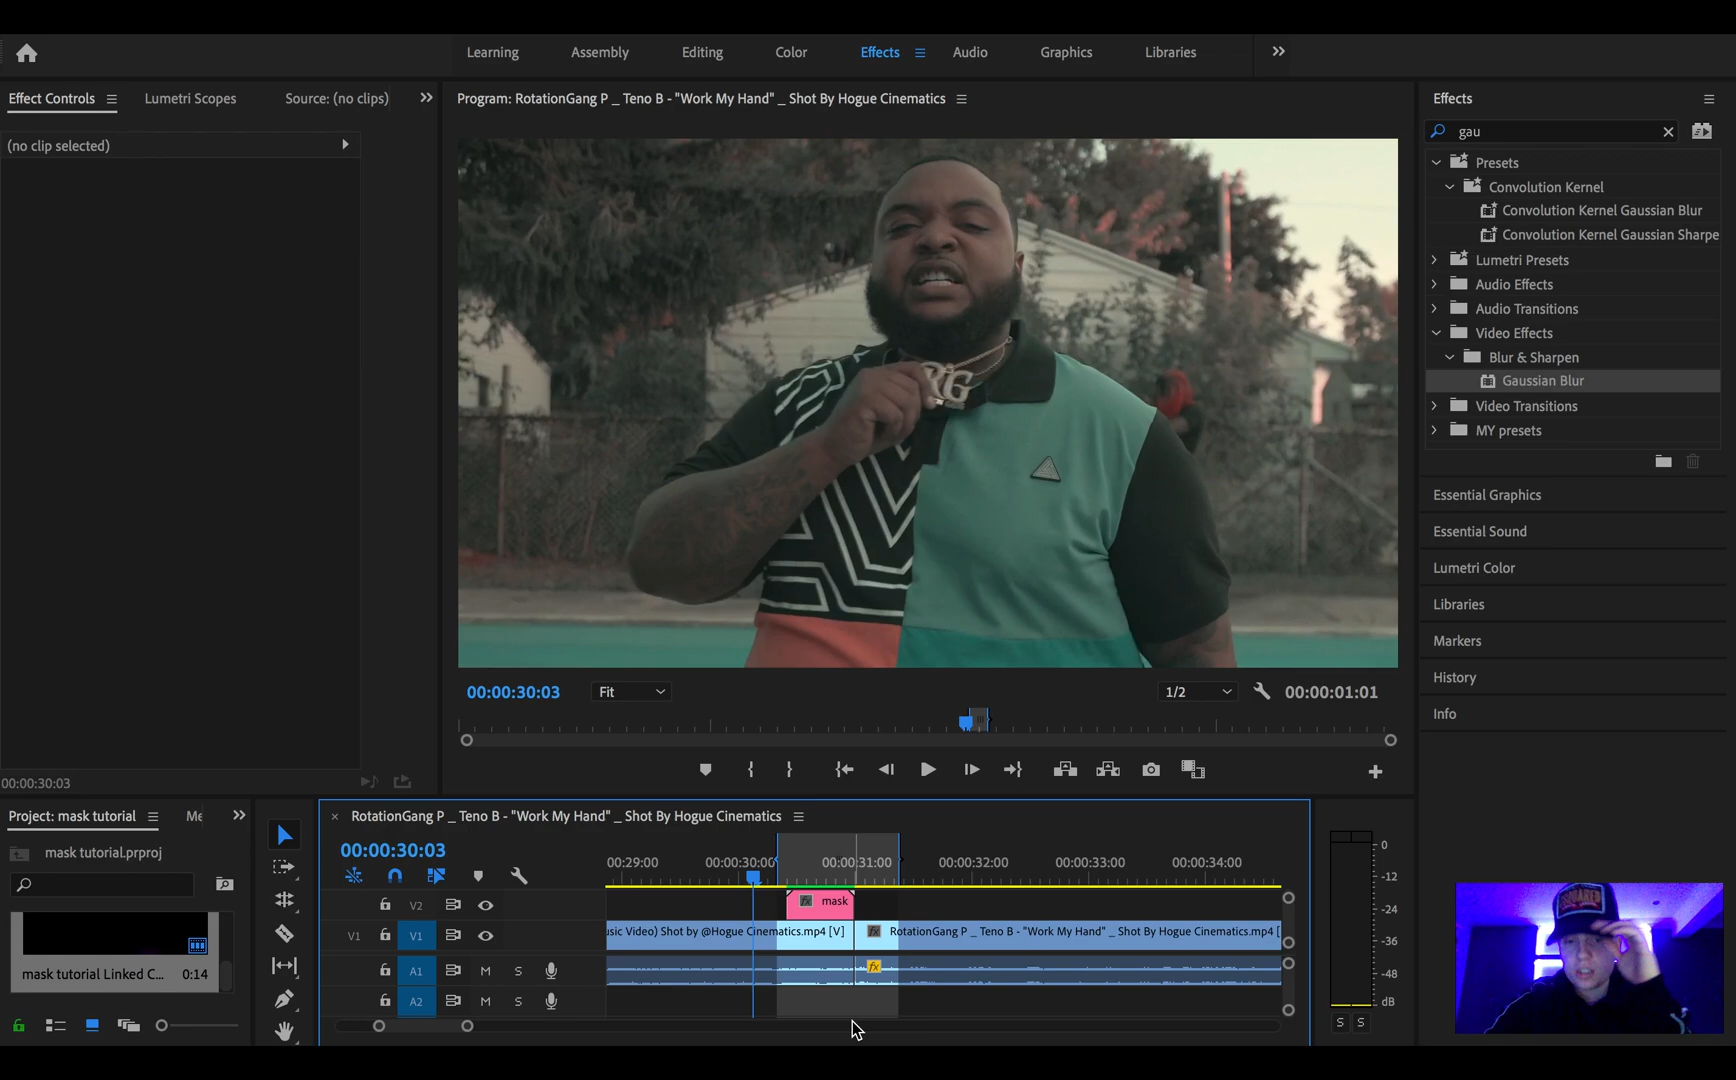 Learning Assembly Editing Color Effects Audio Graphics Libraries
Effect Controls Lumetri Scopes Source: (no clips)
(no clip selected)
00:00:30:03
Program: RotationGang P _ Teno B - "Work My Hand" _ Shot By Hogue Cinematics
RG
00:00:30:03 Fit 1/2 00:00:01:01
Effects
gau
Presets
Convolution Kernel
Convolution Kernel Gaussian Blur
Convolution Kernel Gaussian Sharpe
Lumetri Presets
Audio Effects
Audio Transitions
Video Effects
Blur & Sharpen
Gaussian Blur
Video Transitions
MY presets
Essential Graphics
Essential Sound
Lumetri Color
Libraries
Markers
History
Info
Project: mask tutorial Me
mask tutorial.prproj
mask tutorial Linked C... 0:14
RotationGang P _ Teno B - "Work My Hand" _ Shot By Hogue Cinematics
00:00:30:03
00:29:00 00:00:30:00 00:00:31:00 00:00:32:00 00:00:33:00 00:00:34:00
V2 fx mask
V1 V1 usic Video) Shot by @Hogue Cinematics.mp4 [V] fx RotationGang P _ Teno B - "Work My Hand" _ Shot By Hogue Cinematics.mp4 [
A1 M S fx
A2 M S
0
-12
-24
-36
-48
dB
S S